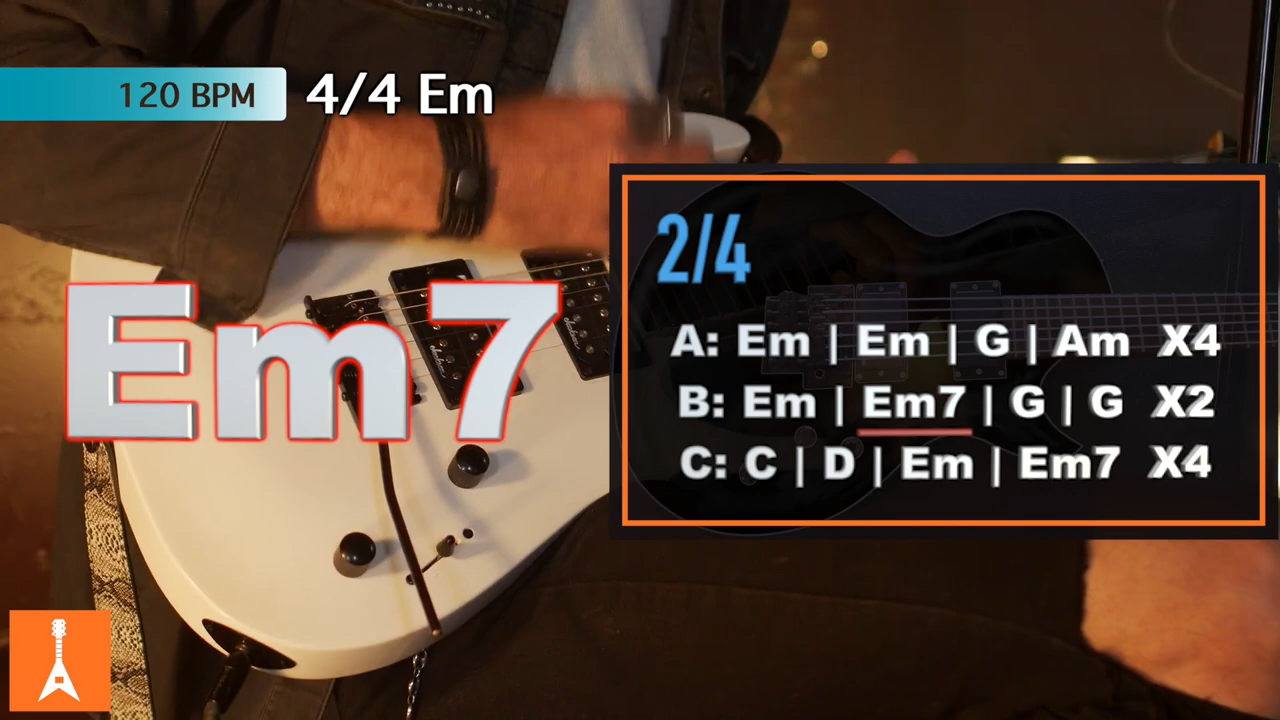 120 BPM 4/4 Em
Em7
2/4
A: Em | Em | G | Am X4
B: Em | Em7 | G | G X2
C: C | D | Em | Em7 X4